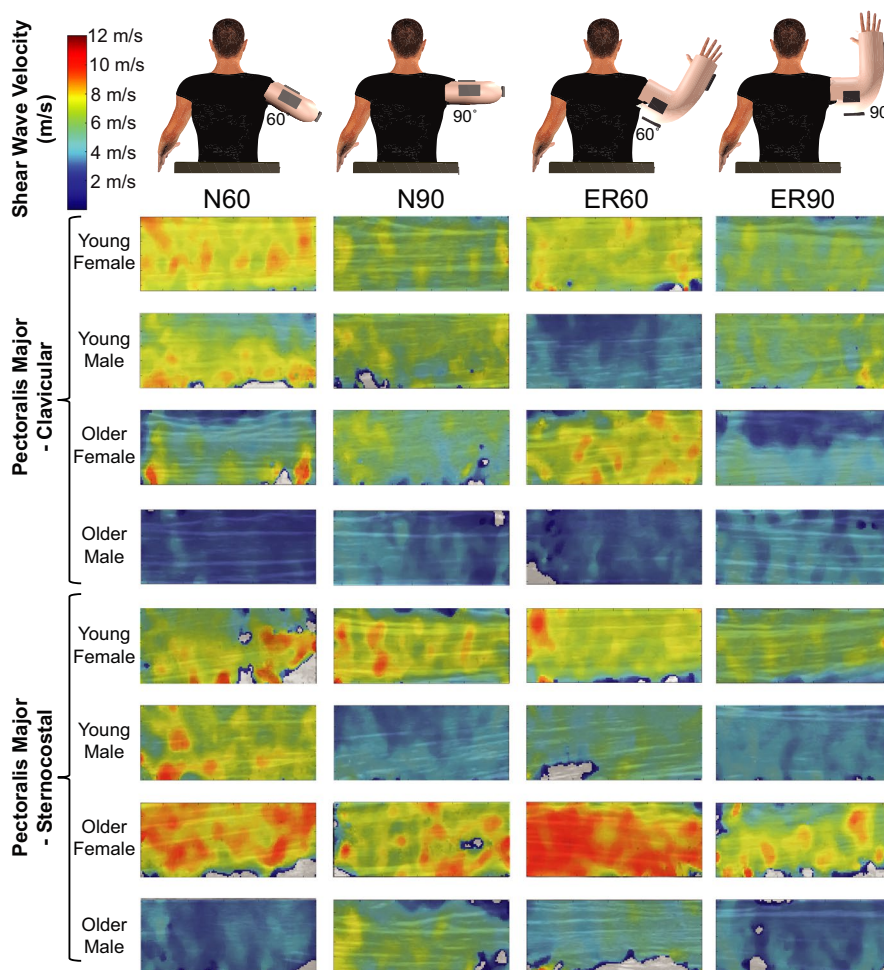 Shear Wave Velocity
(m/s)
12 m/s
10 m/s
8 m/s
6 m/s
4 m/s
2 m/s
60°
90°
60°
90
N60
N90
ER60
ER90
Pectoralis Major
- Clavicular
Young
Female
Young
Male
Older
Female
Older
Male
Pectoralis Major
- Sternocostal
Young
Female
Young
Male
Older
Female
Older
Male